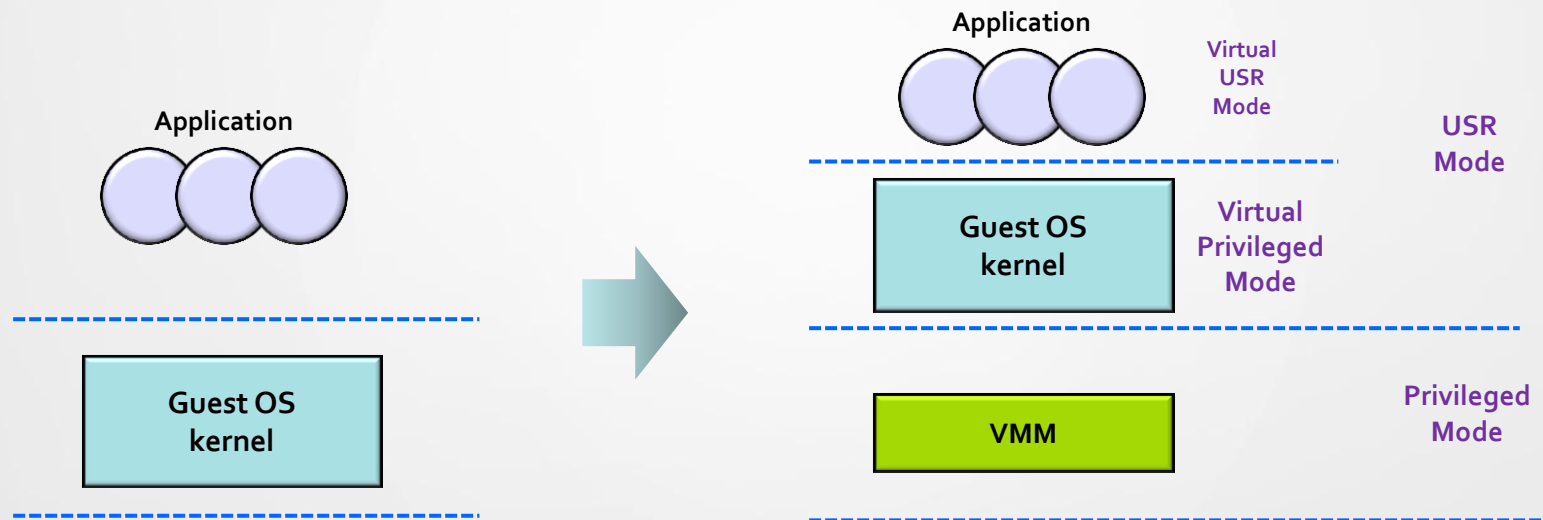 Application
Guest OS
kernel
Application
Virtual
USR
Mode
USR
Mode
Guest OS
kernel
Virtual
Privileged
Mode
VMM
Privileged
Mode